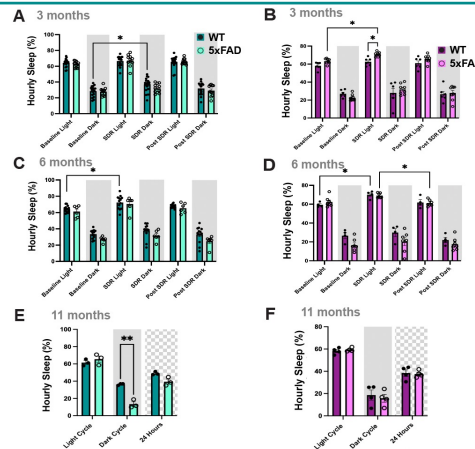 A 3 months
Hourly Sleep (%)
100
80
60
40
20
0
*
WT
5xFAD
Baseline Light
Baseline Dark
SDR Light
SDR Dark
Post SDR Light
Post SDR Dark
B 3 months
Hourly Sleep (%)
80
60
40
20
0
*
*
WT
5xFA
Baseline Light
Baseline Dark
SDR Light
SDR Dark
Post SDR Light
Post SDR Dark
C 6 months
Hourly Sleep (%)
100
80
60
40
20
0
*
Baseline Light
Baseline Dark
SDR Light
SDR Dark
Post SDR Light
Post SDR Dark
D 6 months
Hourly Sleep (%)
80
60
40
20
0
*
*
Baseline Light
Baseline Dark
SDR Light
SDR Dark
Post SDR Light
Post SDR Dark
E 11 months
Hourly Sleep (%)
100
80
60
40
20
0
**
Light Cycle
Dark Cycle
24 Hours
F 11 months
Hourly Sleep (%)
80
60
40
20
0
Light Cycle
Dark Cycle
24 Hours